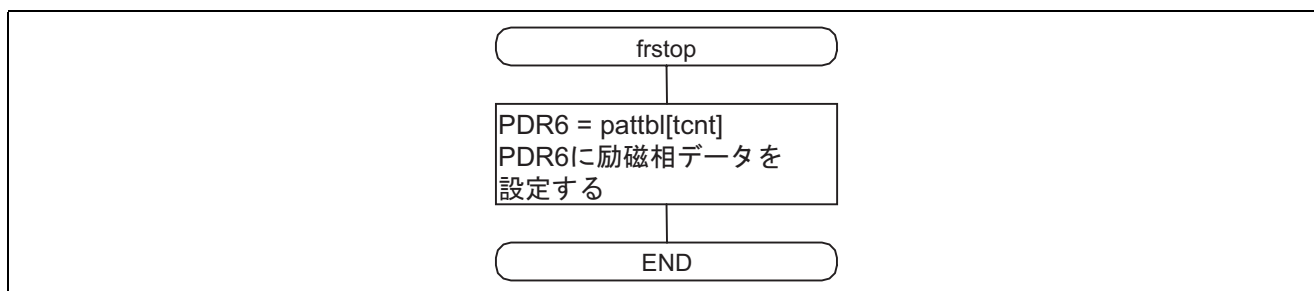 frstop
PDR6 = pattbl[tcnt]
PDR6に励磁相データを
設定する
END